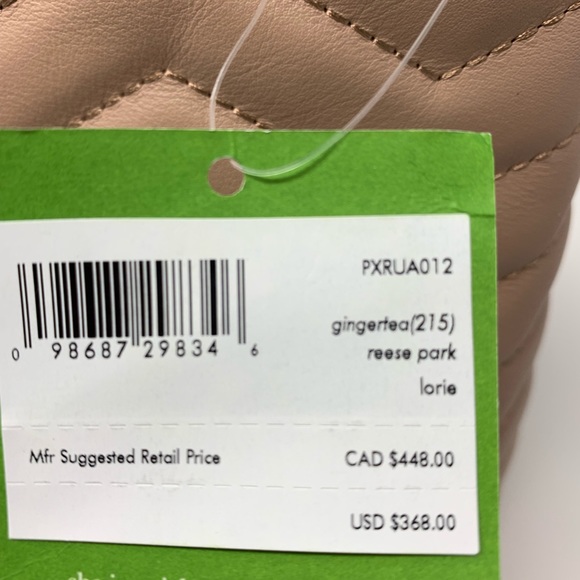 PXRUA012
0 98687 29834 6
gingertea(215)
reese park
lorie
Mfr Suggested Retail Price CAD $448.00
USD $368.00